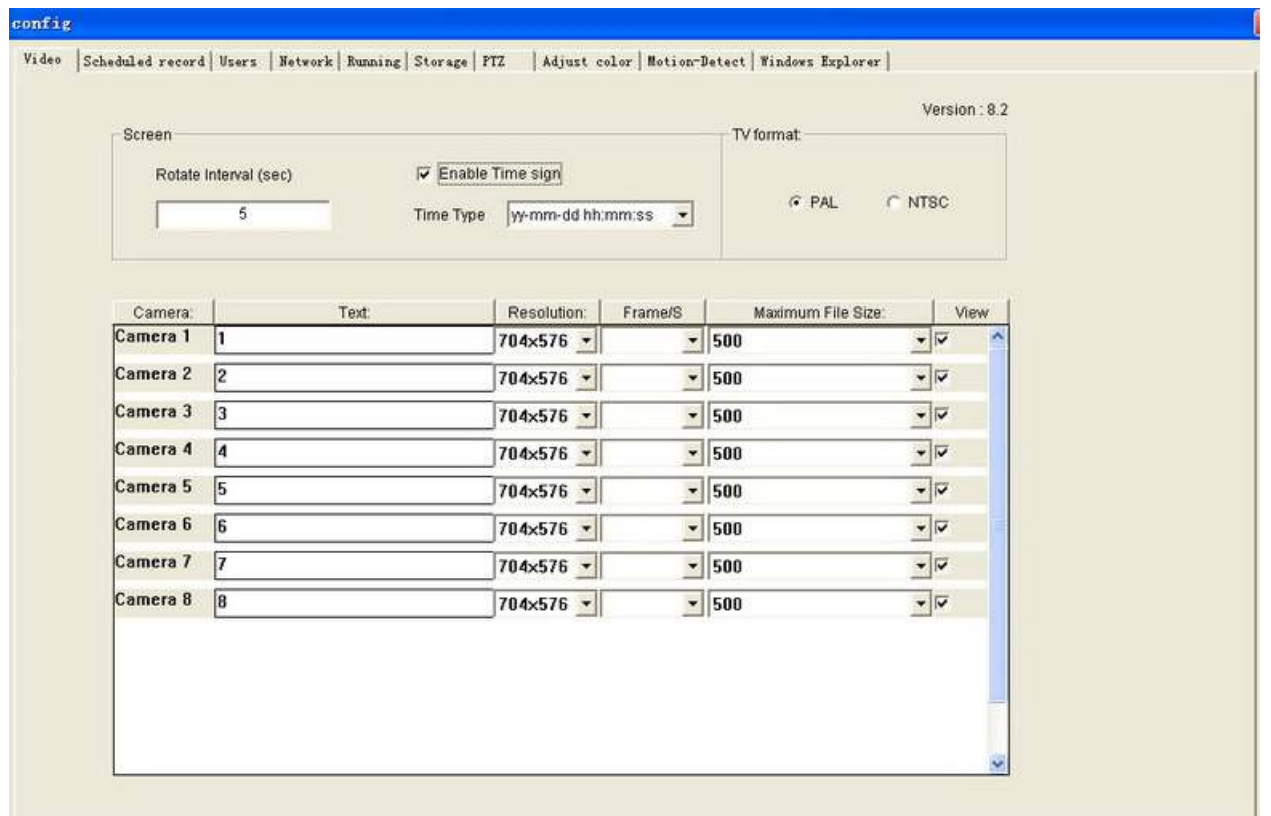 config
Video Scheduled record Users Network Running Storage PTZ Adjust color Motion-Detect Windows Explorer
Version : 8.2
Screen TV format:
Rotate Interval (sec) Enable Time sign
PAL NTSC
5 Time Type yy-mm-dd hh:mm:ss
Camera: Text: Resolution: Frame/S Maximum File Size: View
Camera 1 1 704x576 500
Camera 2 2 704x576 500
Camera 3 3 704x576 500
Camera 4 4 704x576 500
Camera 5 5 704x576 500
Camera 6 6 704x576 500
Camera 7 7 704x576 500
Camera 8 8 704x576 500